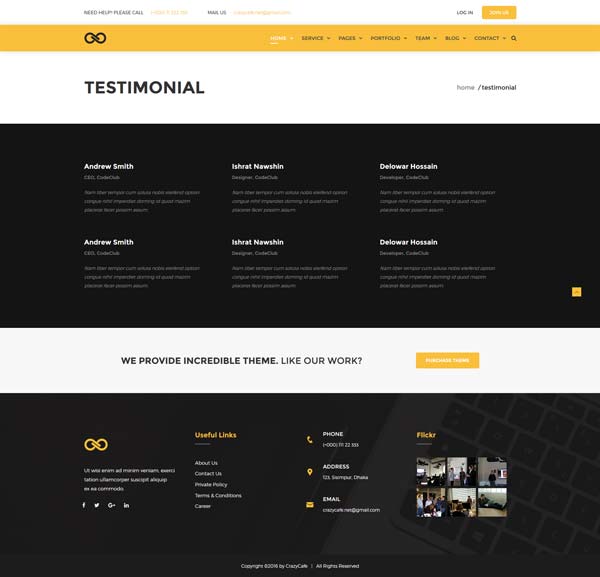 NEED HELP? PLEASE CALL (+000) 11 222 333 MAIL US crazycafe.net@gmail.com LOG IN JOIN US
HOME SERVICE PAGES PORTFOLIO TEAM BLOG CONTACT
TESTIMONIAL
home / testimonial
Andrew Smith Ishrat Nawshin Delowar Hossain
CEO, CodeClub Designer, CodeClub Developer, CodeClub
Nam liber tempor cum soluta nobis eleifend option Nam liber tempor cum soluta nobis eleifend option Nam liber tempor cum soluta nobis eleifend option
congue nihil imperdiet doming id quod mazim congue nihil imperdiet doming id quod mazim congue nihil imperdiet doming id quod mazim
placerat facer possim assum. placerat facer possim assum. placerat facer possim assum.
Andrew Smith Ishrat Nawshin Delowar Hossain
CEO, CodeClub Designer, CodeClub Developer, CodeClub
Nam liber tempor cum soluta nobis eleifend option Nam liber tempor cum soluta nobis eleifend option Nam liber tempor cum soluta nobis eleifend option
congue nihil imperdiet doming id quod mazim congue nihil imperdiet doming id quod mazim congue nihil imperdiet doming id quod mazim
placerat facer possim assum. placerat facer possim assum. placerat facer possim assum.
WE PROVIDE INCREDIBLE THEME. LIKE OUR WORK? PURCHASE THEME
Ut wisi enim ad minim veniam, exerci
tation ullamcorper suscipit aliquip
ex ea commodo.
Useful Links
About Us
Contact Us
Private Policy
Terms & Conditions
Career
PHONE
(+000) 111 22 333
ADDRESS
123, Sisimpur, Dhaka
EMAIL
crazycafe.net@gmail.com
Flickr
Copyright ©2016 by CrazyCafe | All Rights Reserved